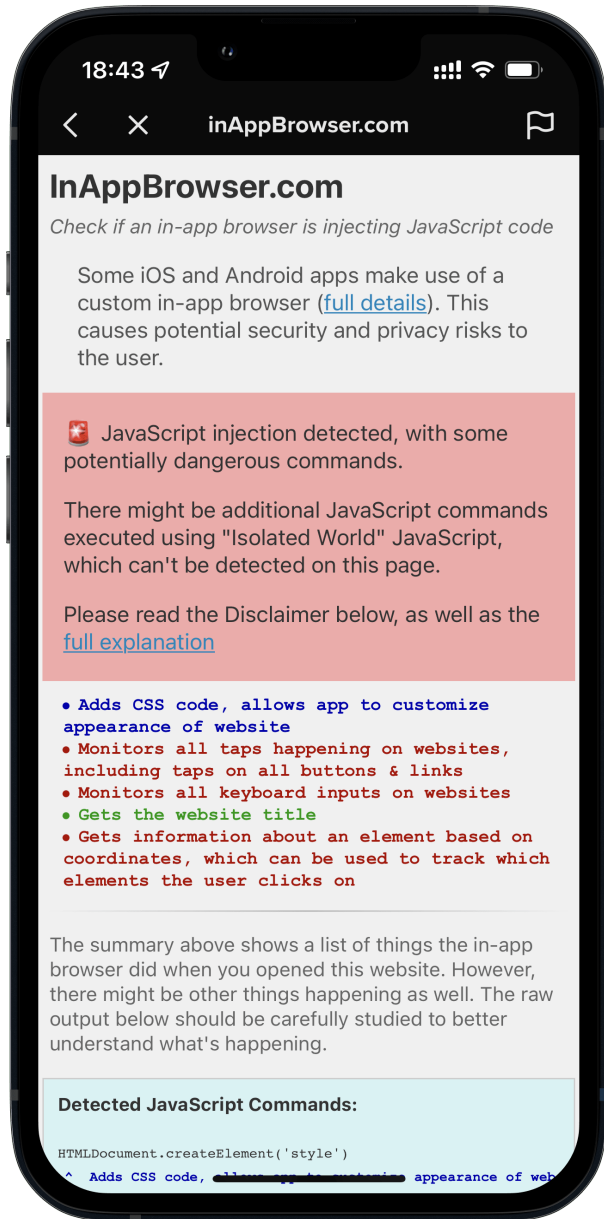 18:43
inAppBrowser.com
InAppBrowser.com
Check if an in-app browser is injecting JavaScript code
Some iOS and Android apps make use of a
custom in-app browser (full details). This
causes potential security and privacy risks to
the user.
🚨 JavaScript injection detected, with some
potentially dangerous commands.
There might be additional JavaScript commands
executed using "Isolated World" JavaScript,
which can't be detected on this page.
Please read the Disclaimer below, as well as the
full explanation
• Adds CSS code, allows app to customize
appearance of website
• Monitors all taps happening on websites,
including taps on all buttons & links
• Monitors all keyboard inputs on websites
• Gets the website title
• Gets information about an element based on
coordinates, which can be used to track which
elements the user clicks on
The summary above shows a list of things the in-app
browser did when you opened this website. However,
there might be other things happening as well. The raw
output below should be carefully studied to better
understand what's happening.
Detected JavaScript Commands:
HTMLDocument.createElement('style')
^ Adds CSS code, allows app to customize appearance of web